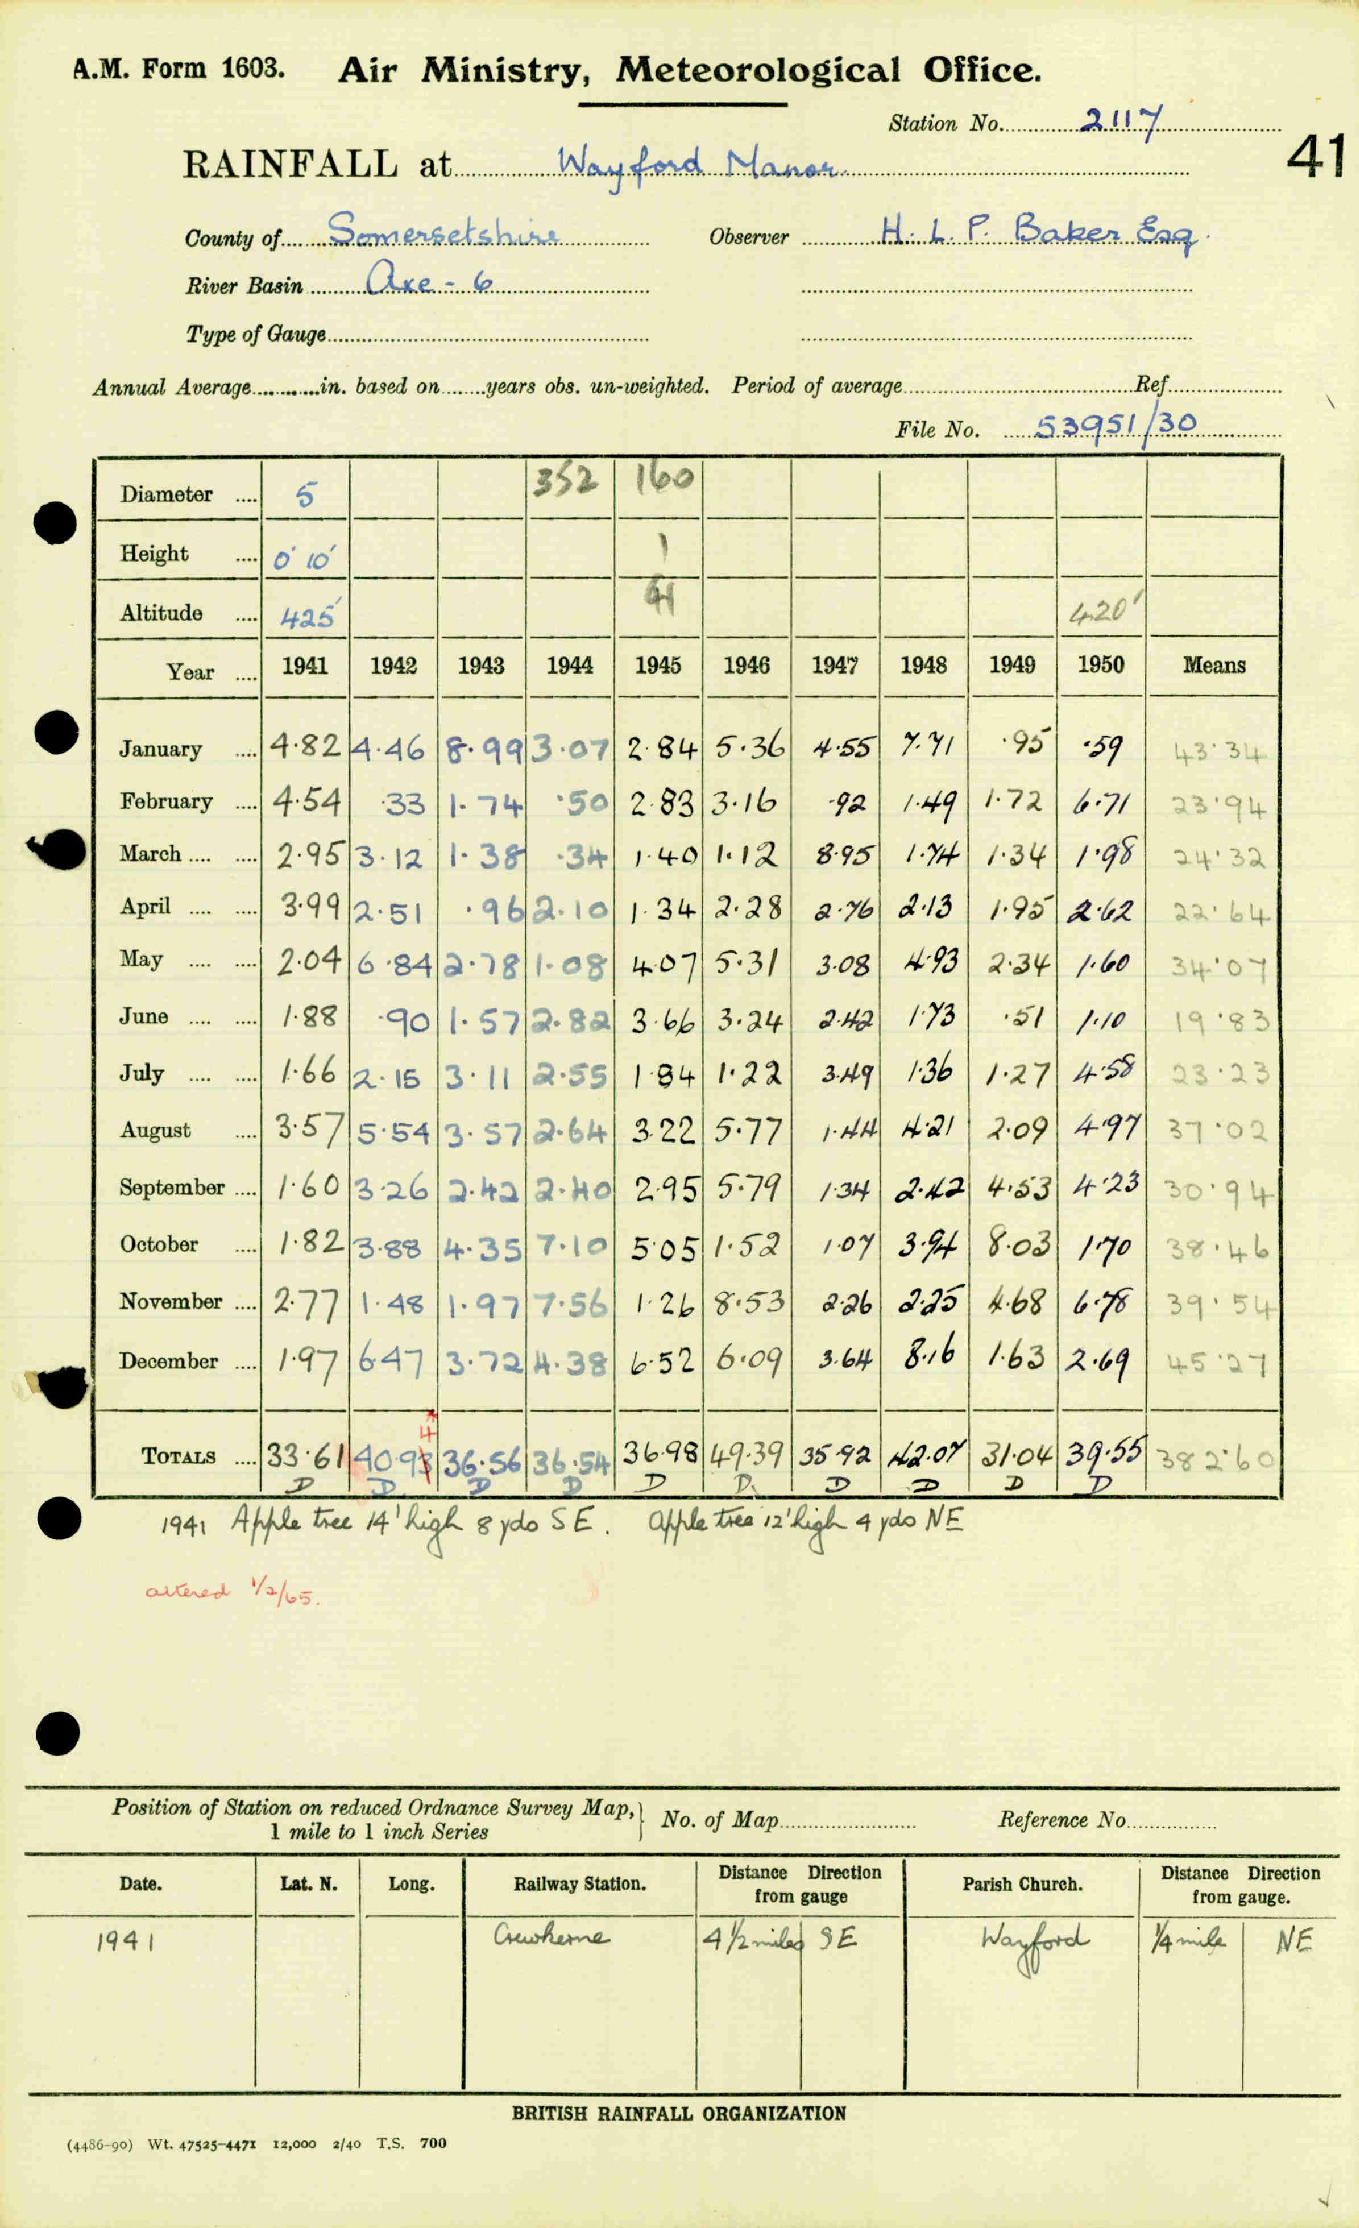 A.M. Form 1603. Air Ministry, Meteorological Office.
Station No. 2117
41
RAINFALL at Wayford Manor.
County of Somersetshire Observer H. L. P. Baker Esq.
River Basin Axe - 6
Type of Gauge
Annual Average in. based on years obs. un-weighted. Period of average Ref
File No. 53951/30
Diameter .... 5 352 160
Height .... 0' 10' 1
Altitude .... 425' 41 420'
Year .... 1941 1942 1943 1944 1945 1946 1947 1948 1949 1950 Means
January .... 4.82 4.46 8.99 3.07 2.84 5.36 4.55 7.71 .95 .59 43.34
February .... 4.54 .33 1.74 .50 2.83 3.16 .92 1.49 1.72 6.71 23.94
March .... .... 2.95 3.12 1.38 .34 1.40 1.12 8.95 1.74 1.34 1.98 24.32
April .... .... 3.99 2.51 .96 2.10 1.34 2.28 2.76 2.13 1.95 2.62 22.64
May .... .... 2.04 6.84 2.78 1.08 4.07 5.31 3.08 4.93 2.34 1.60 34.07
June .... .... 1.88 .90 1.57 2.82 3.66 3.24 2.42 1.73 .51 1.10 19.83
July .... .... 1.66 2.15 3.11 2.55 1.84 1.22 3.49 1.36 1.27 4.58 23.23
August .... 3.57 5.54 3.57 2.64 3.22 5.77 1.44 4.21 2.09 4.97 37.02
September .... 1.60 3.26 2.42 2.40 2.95 5.79 1.34 2.42 4.53 4.23 30.94
October .... 1.82 3.88 4.35 7.10 5.05 1.52 1.07 3.94 8.03 1.70 38.46
November .... 2.77 1.48 1.97 7.56 1.26 8.53 2.26 2.25 4.68 6.78 39.54
December .... 1.97 6.47 3.72 4.38 6.52 6.09 3.64 8.16 1.63 2.69 45.27
4*
TOTALS .... 33.61 40.93 36.56 36.54 36.98 49.39 35.92 42.07 31.04 39.55 382.60
D D D D D D. D D D D
1941 Apple tree 14' high 8 yds SE. apple tree 12' high 4 yds NE
altered 1/2/65.
Position of Station on reduced Ordnance Survey Map, } No. of Map Reference No.
1 mile to 1 inch Series
Date. Lat. N. Long. Railway Station. Distance Direction from gauge Parish Church. Distance Direction from gauge.
1941 Crewkerne 4 1/2 miles SE Wayford 1/4 mile NE
BRITISH RAINFALL ORGANIZATION
(4486-90) Wt. 47525-4471 12,000 2/40 T.S. 700